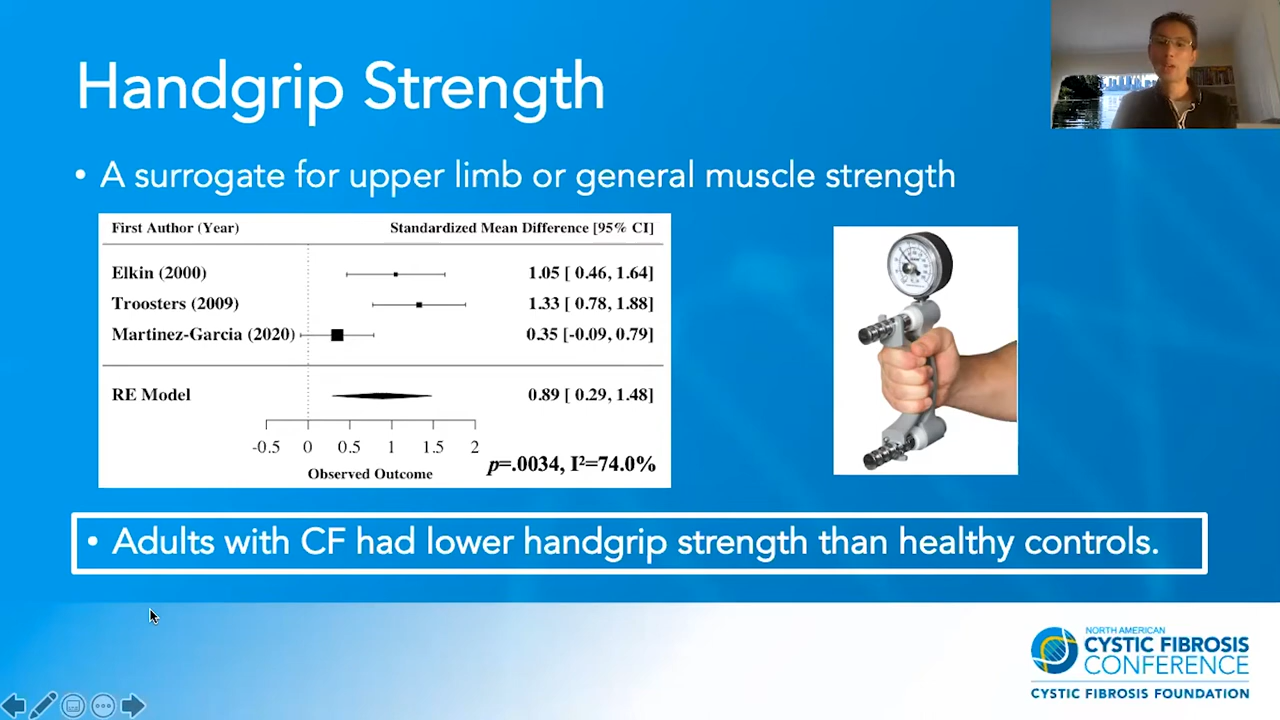 Handgrip Strength
• A surrogate for upper limb or general muscle strength
First Author (Year) Standardized Mean Difference [95% CI]
Elkin (2000) 1.05 [ 0.46, 1.64]
Troosters (2009) 1.33 [ 0.78, 1.88]
Martinez-Garcia (2020) 0.35 [-0.09, 0.79]
RE Model 0.89 [ 0.29, 1.48]
-0.5 0 0.5 1 1.5 2
Observed Outcome
p=.0034, I²=74.0%
• Adults with CF had lower handgrip strength than healthy controls.
NORTH AMERICAN
CYSTIC FIBROSIS
CONFERENCE
CYSTIC FIBROSIS FOUNDATION